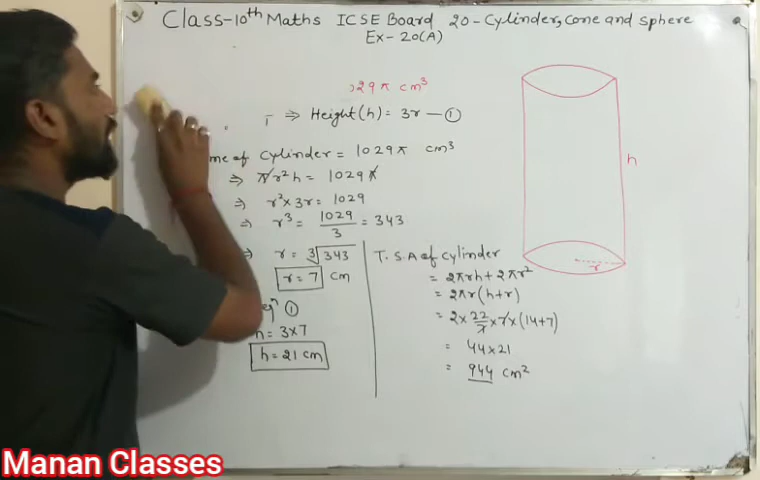 Class-10th Maths ICSE Board 20-Cylinder, cone and sphere
Ex-20(A)
29π cm³
⇒ Height(h) = 3r — ①
me of cylinder = 1029π cm³
⇒ πr²h = 1029π
⇒ r² × 3r = 1029
⇒ r³ = 1029/3 = 343
⇒ r = ∛343
r = 7 cm
eqⁿ ①
h = 3×7
h = 21 cm
T.S.A of cylinder
= 2πrh + 2πr²
= 2πr(h+r)
= 2 × 22/7 × 7 × (14+7)
= 44×21
= 944 cm²
h
r
Manan Classes